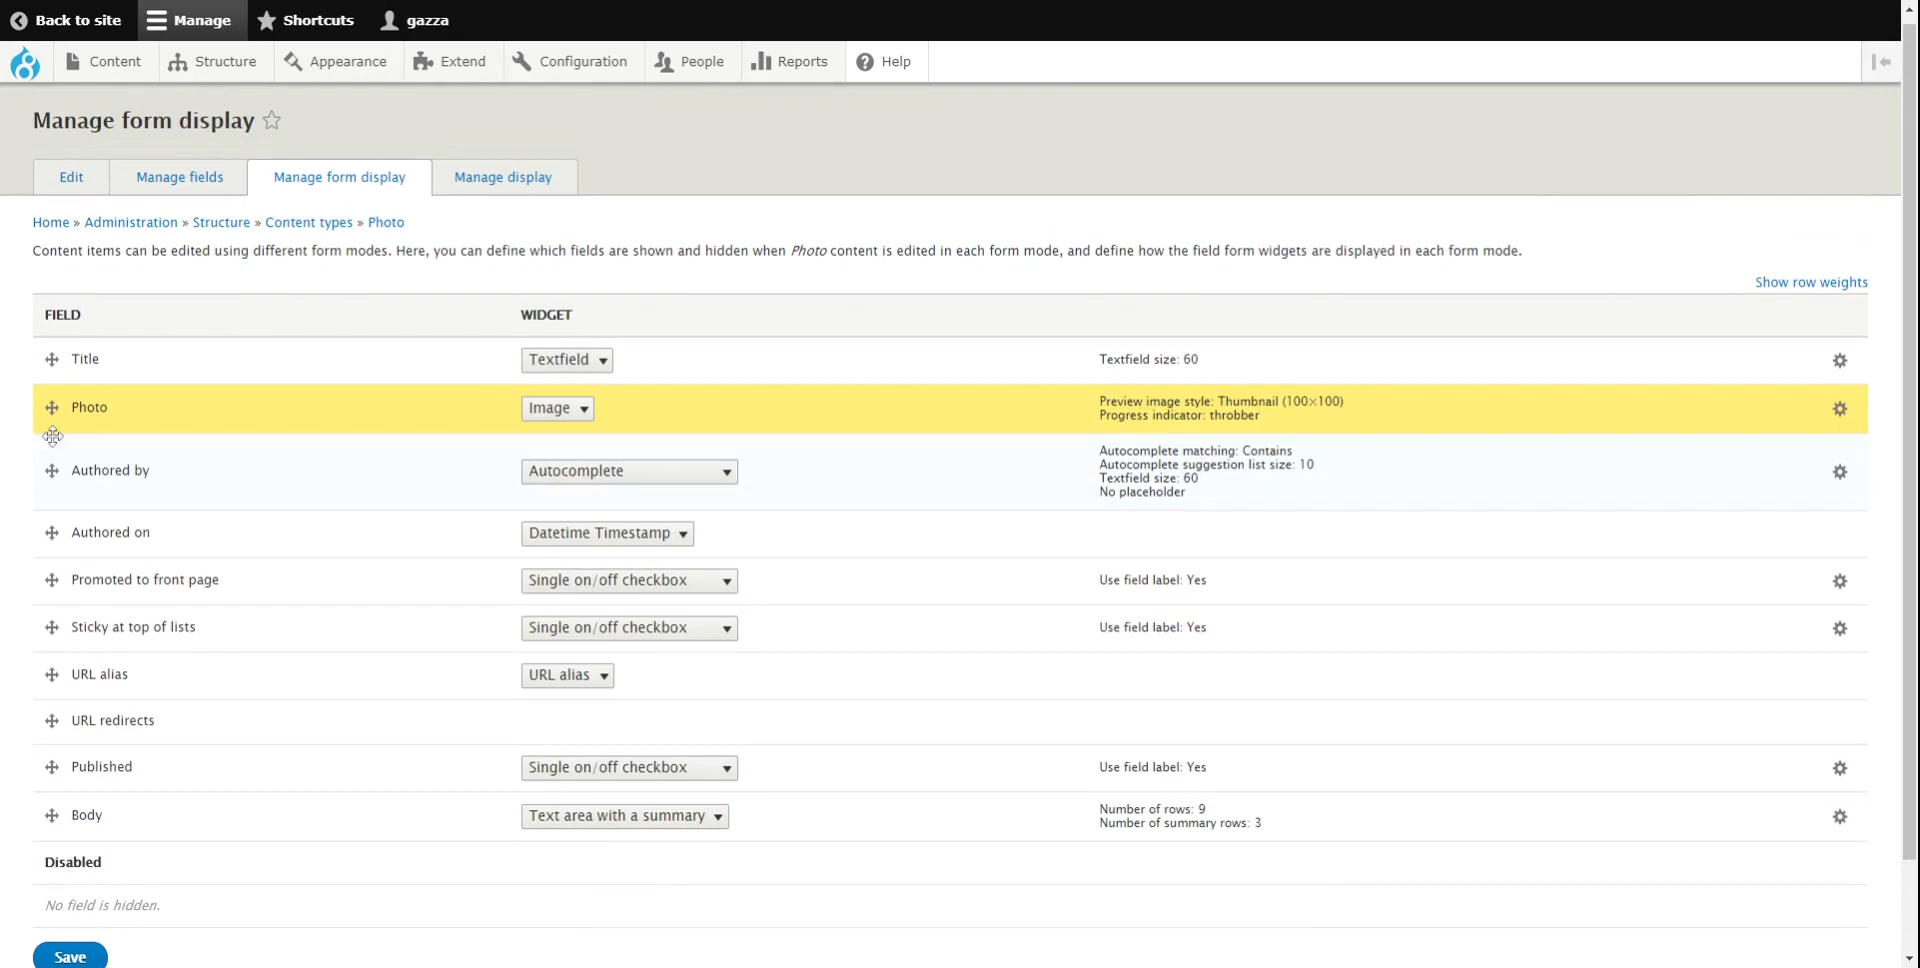 Back to site Manage Shortcuts gazza
Content Structure Appearance Extend Configuration People Reports Help
Manage form display
Edit Manage fields Manage form display Manage display
Home » Administration » Structure » Content types » Photo
Content items can be edited using different form modes. Here, you can define which fields are shown and hidden when Photo content is edited in each form mode, and define how the field form widgets are displayed in each form mode.
Show row weights
FIELD WIDGET
Title Textfield Textfield size: 60
Photo Image Preview image style: Thumbnail (100×100)
Progress indicator: throbber
Authored by Autocomplete Autocomplete matching: Contains
Autocomplete suggestion list size: 10
Textfield size: 60
No placeholder
Authored on Datetime Timestamp
Promoted to front page Single on/off checkbox Use field label: Yes
Sticky at top of lists Single on/off checkbox Use field label: Yes
URL alias URL alias
URL redirects
Published Single on/off checkbox Use field label: Yes
Body Text area with a summary Number of rows: 9
Number of summary rows: 3
Disabled
No field is hidden.
Save